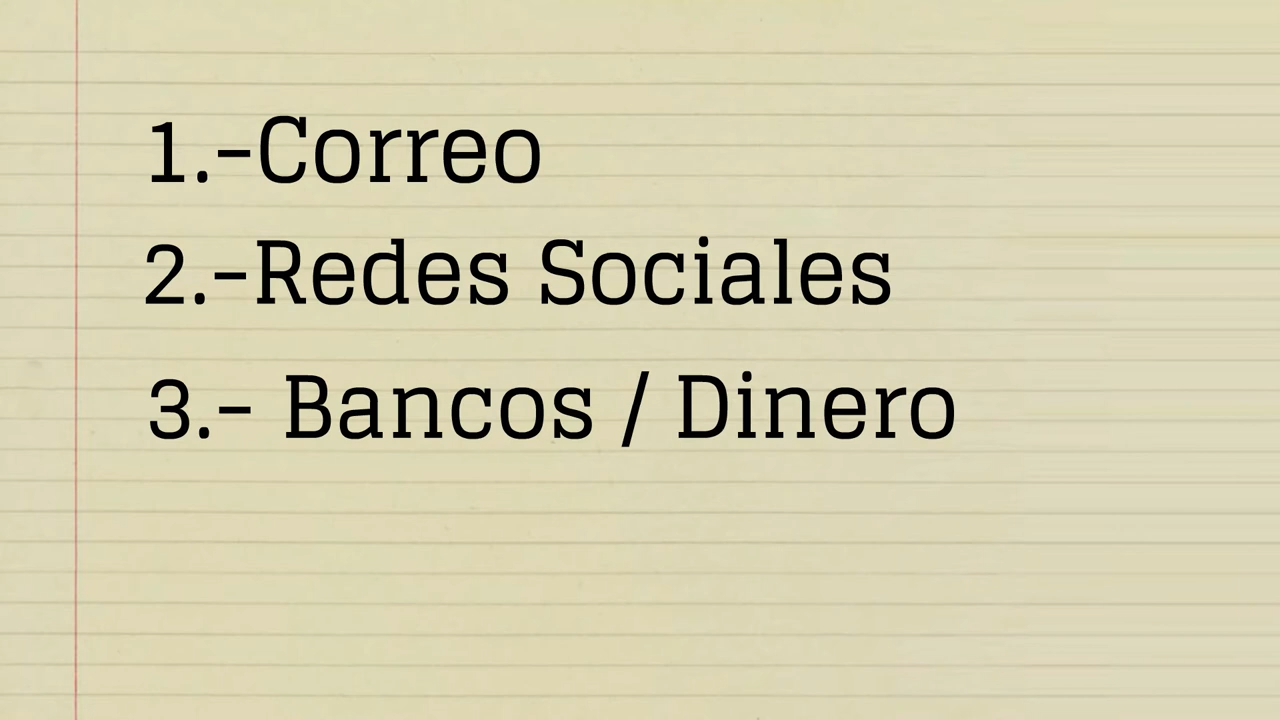 1.-Correo
2.-Redes Sociales
3.- Bancos / Dinero